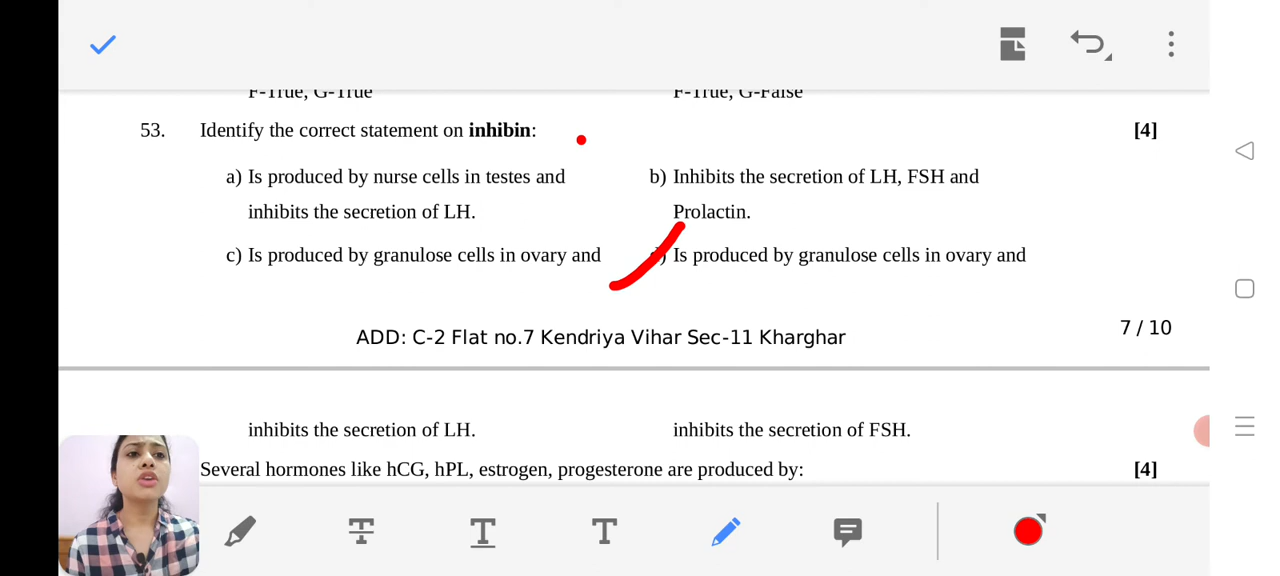 F-True, G-True F-True, G-False
53. Identify the correct statement on inhibin: [4]
a) Is produced by nurse cells in testes and
inhibits the secretion of LH.
b) Inhibits the secretion of LH, FSH and
Prolactin.
c) Is produced by granulose cells in ovary and
d) Is produced by granulose cells in ovary and
ADD: C-2 Flat no.7 Kendriya Vihar Sec-11 Kharghar
7 / 10
inhibits the secretion of LH. inhibits the secretion of FSH.
Several hormones like hCG, hPL, estrogen, progesterone are produced by: [4]
T T T